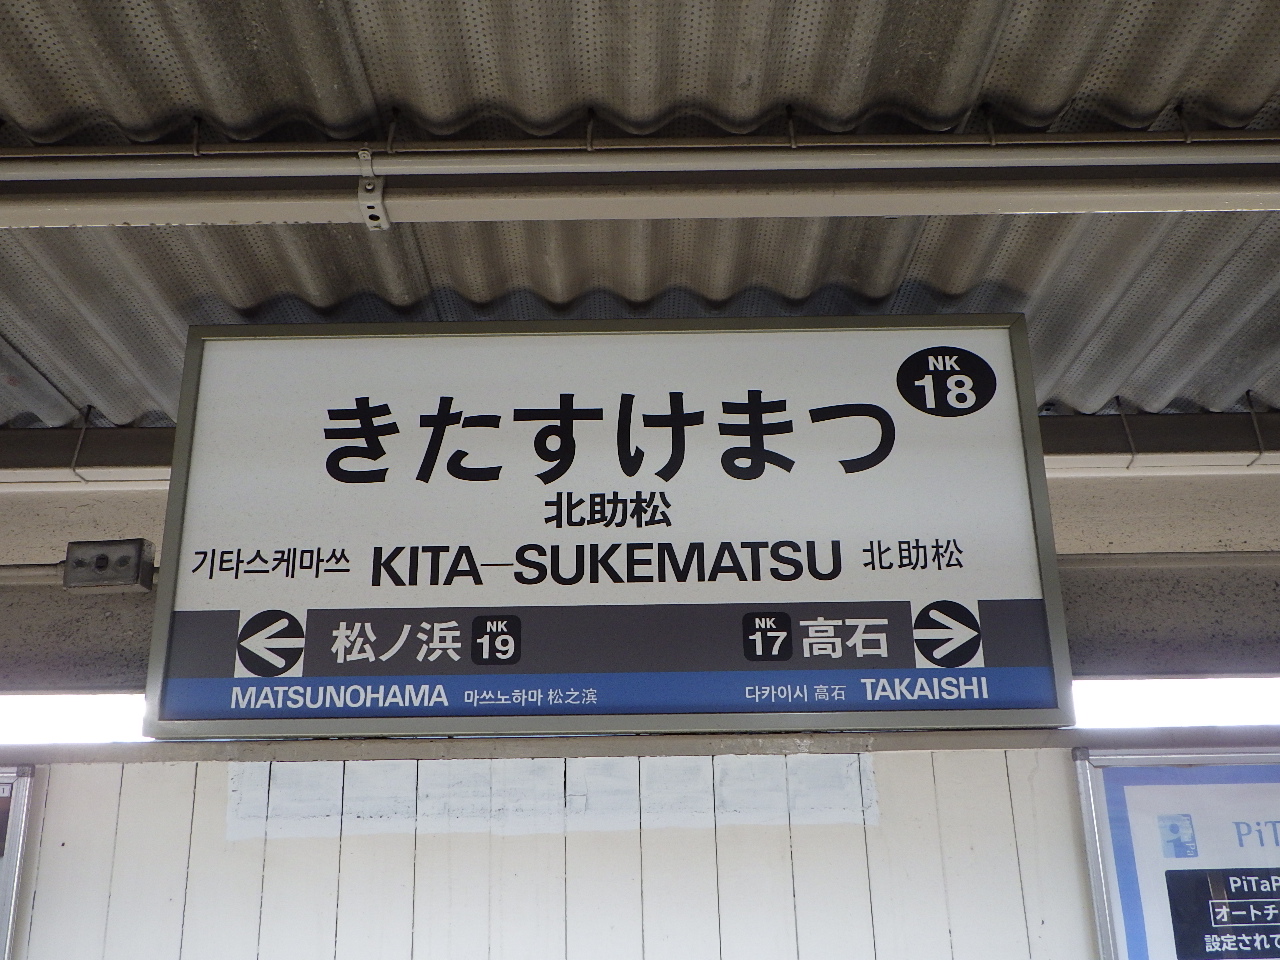 NK
18
きたすけまつ
北助松
기타스케마쓰 KITA-SUKEMATSU 北助松
松ノ浜 NK 19 NK 17 高石
MATSUNOHAMA 마쓰노하마 松之滨 다카이시 高石 TAKAISHI
PiT
PiTaP
オートチ
設定されて